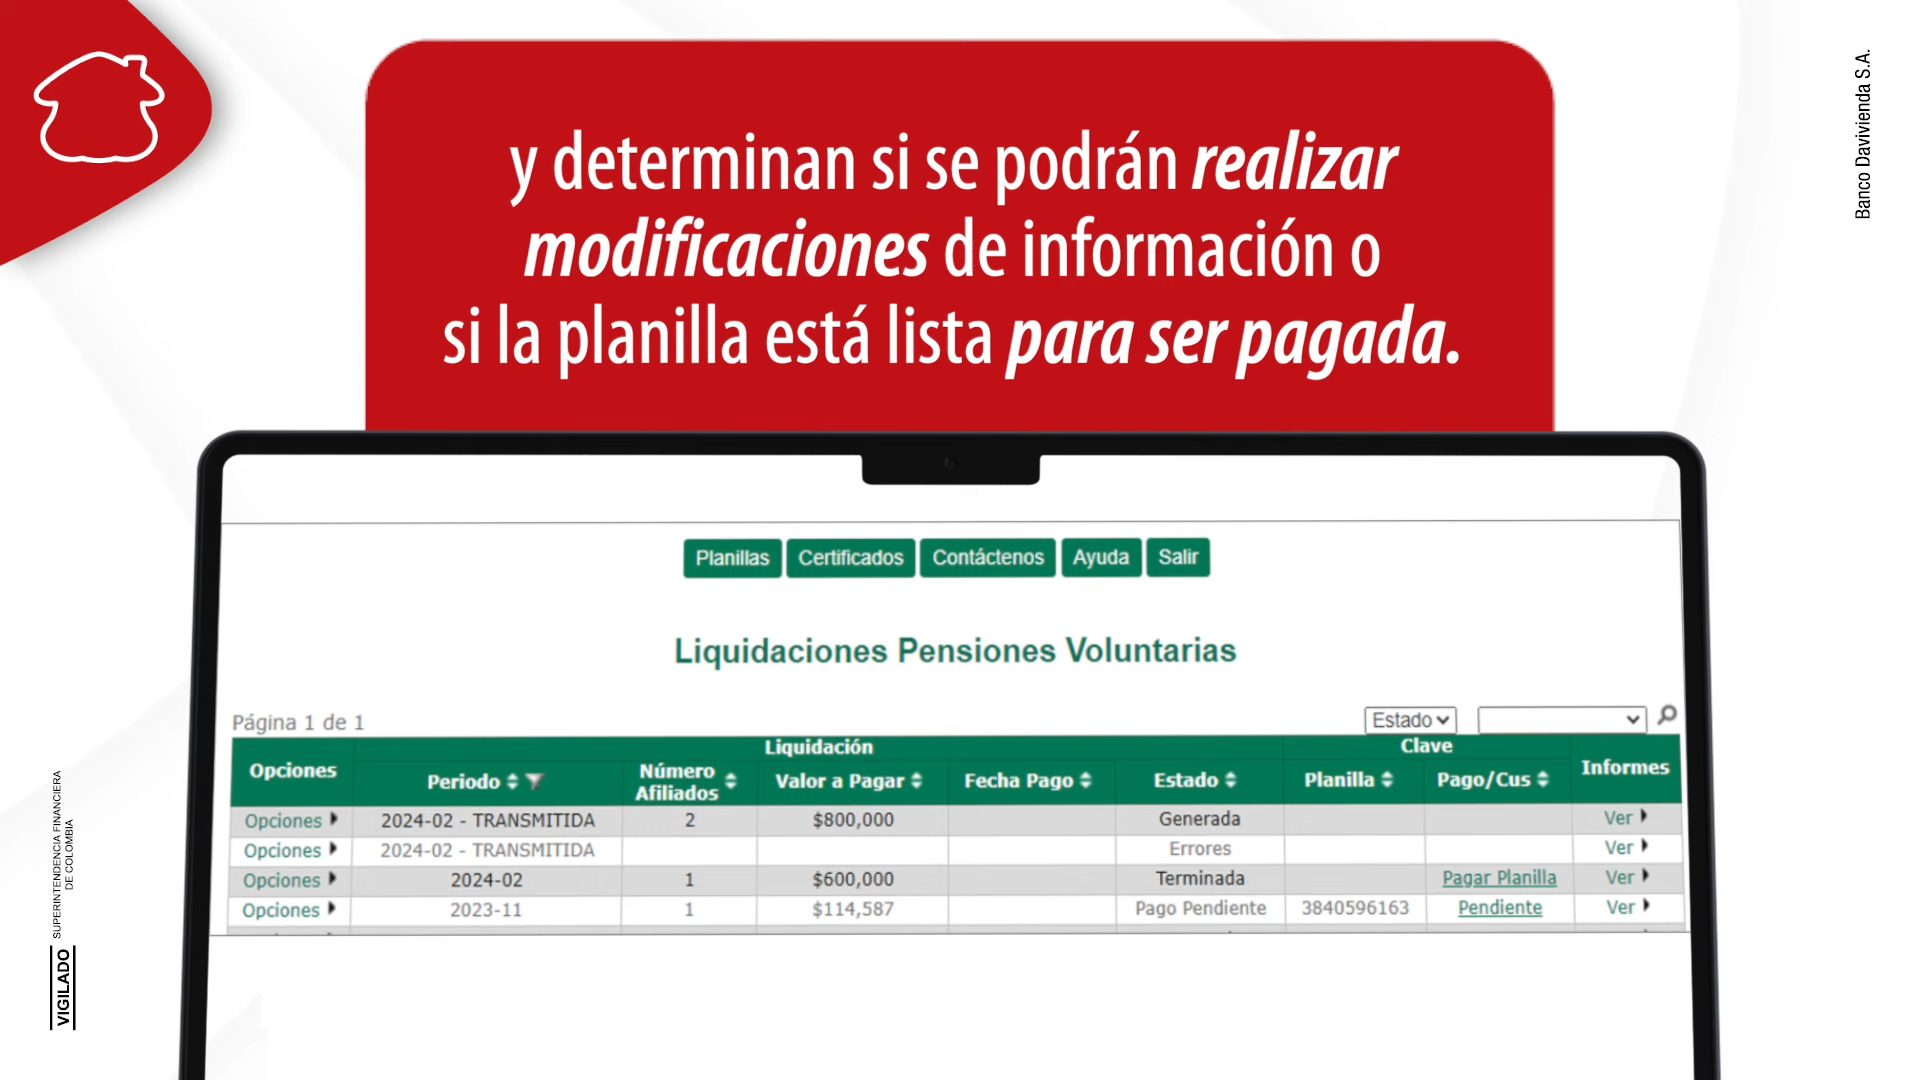 Banco Davivienda S.A.
y determinan si se podrán realizar
modificaciones de información o
si la planilla está lista para ser pagada.
Planillas Certificados Contáctenos Ayuda Salir
Liquidaciones Pensiones Voluntarias
Página 1 de 1 Estado
Opciones Liquidación Clave Informes
Periodo Número Afiliados Valor a Pagar Fecha Pago Estado Planilla Pago/Cus
Opciones 2024-02 - TRANSMITIDA 2 $800,000 Generada Ver
Opciones 2024-02 - TRANSMITIDA Errores Ver
Opciones 2024-02 1 $600,000 Terminada Pagar Planilla Ver
Opciones 2023-11 1 $114,587 Pago Pendiente 3840596163 Pendiente Ver
VIGILADO SUPERINTENDENCIA FINANCIERA
DE COLOMBIA